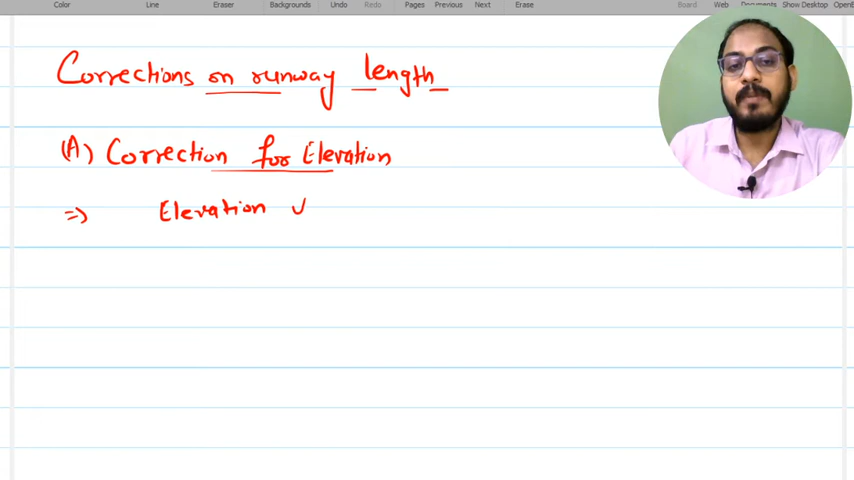 Color Line Eraser Backgrounds Undo Redo Pages Previous Next Erase Board Web Documents Show Desktop
Corrections on runway length
(A) Correction for Elevation
⇒ Elevation ✓